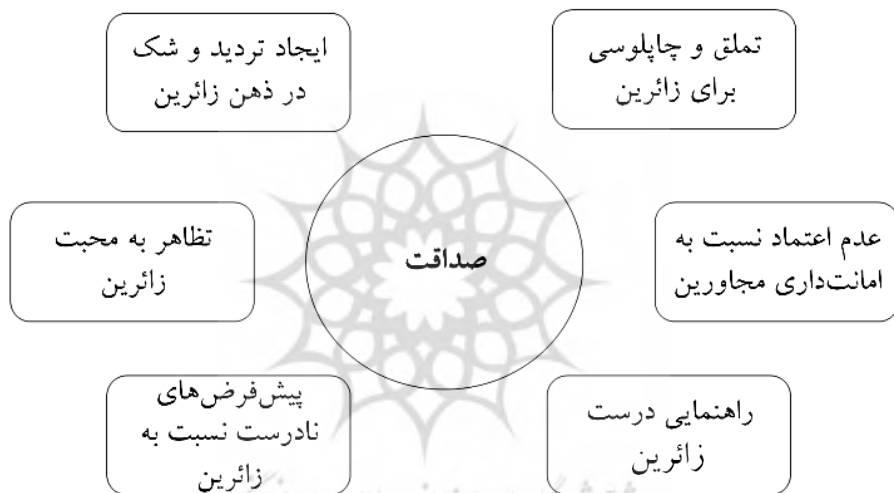 تملق و چاپلوسی
برای زائرین
ایجاد تردید و شک
در ذهن زائرین
عدم اعتماد نسبت به
امانت‌داری مجاورین
صداقت
تظاهر به محبت
زائرین
راهنمایی درست
زائرین
پیش‌فرض‌های
نادرست نسبت به
زائرین